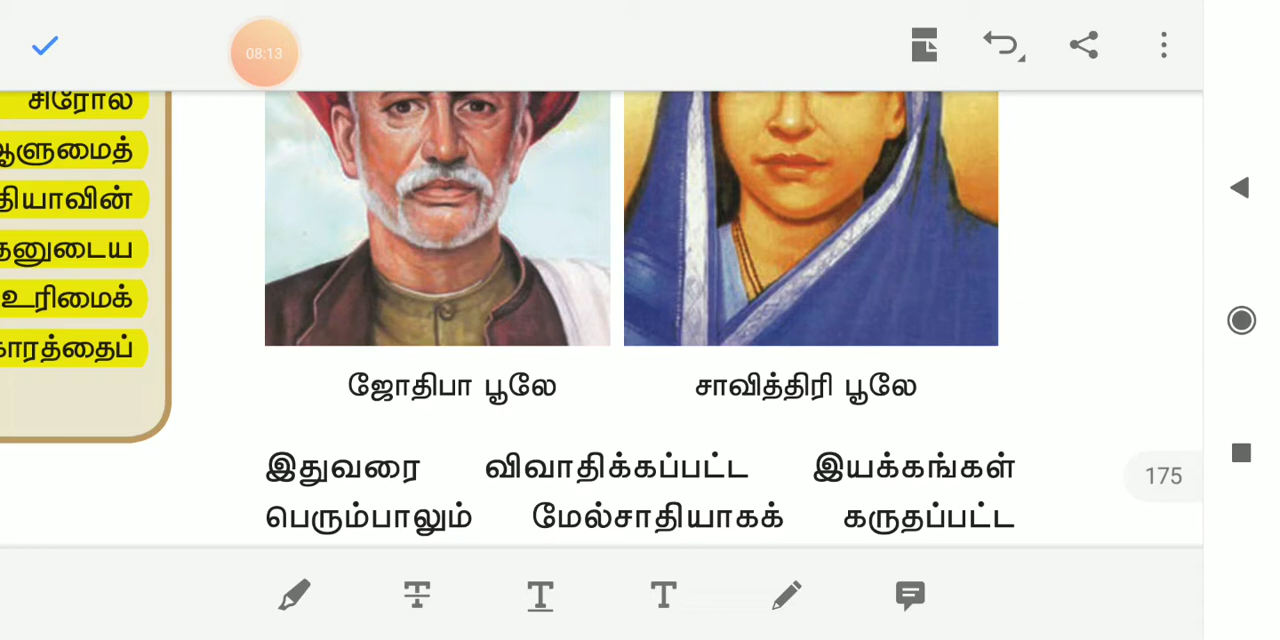 08:13
சிரோல
ஆளுமைத்
தியாவின்
தனுடைய
உரிமைக்
காரத்தைப்
ஜோதிபா பூலே
சாவித்திரி பூலே
இதுவரை விவாதிக்கப்பட்ட இயக்கங்கள்
பெரும்பாலும் மேல்சாதியாகக் கருதப்பட்ட
175